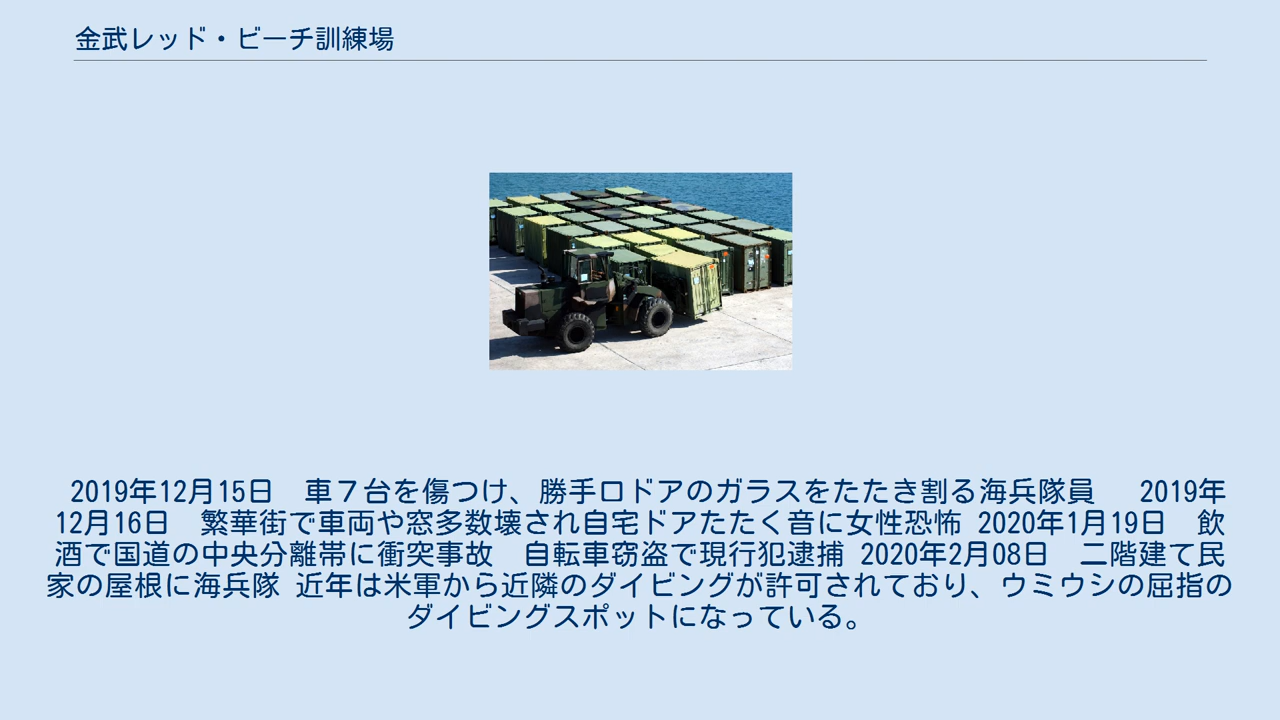 金武レッド・ビーチ訓練場
2019年12月15日　車７台を傷つけ、勝手口ドアのガラスをたたき割る海兵隊員　 2019年
12月16日　繁華街で車両や窓多数壊され自宅ドアたたく音に女性恐怖 2020年1月19日　飲
酒で国道の中央分離帯に衝突事故　自転車窃盗で現行犯逮捕 2020年2月08日　二階建て民
家の屋根に海兵隊 近年は米軍から近隣のダイビングが許可されており、ウミウシの屈指の
ダイビングスポットになっている。